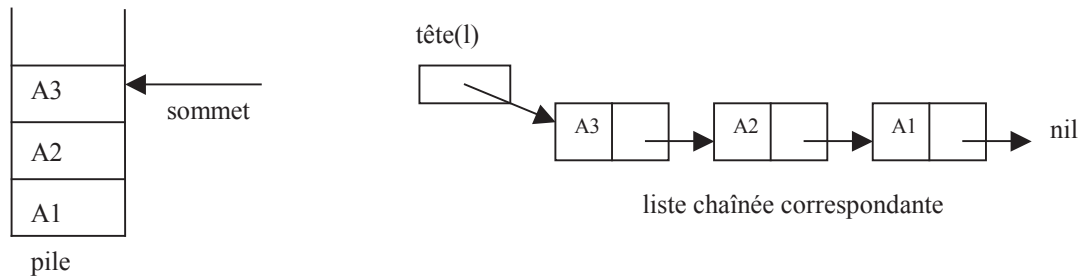 A3
sommet
A2
A1
pile
tête(l)
A3
A2
A1
nil
liste chaînée correspondante